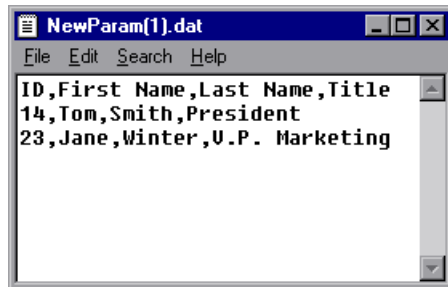 NewParam(1).dat
File Edit Search Help
ID,First Name,Last Name,Title
14,Tom,Smith,President
23,Jane,Winter,V.P. Marketing